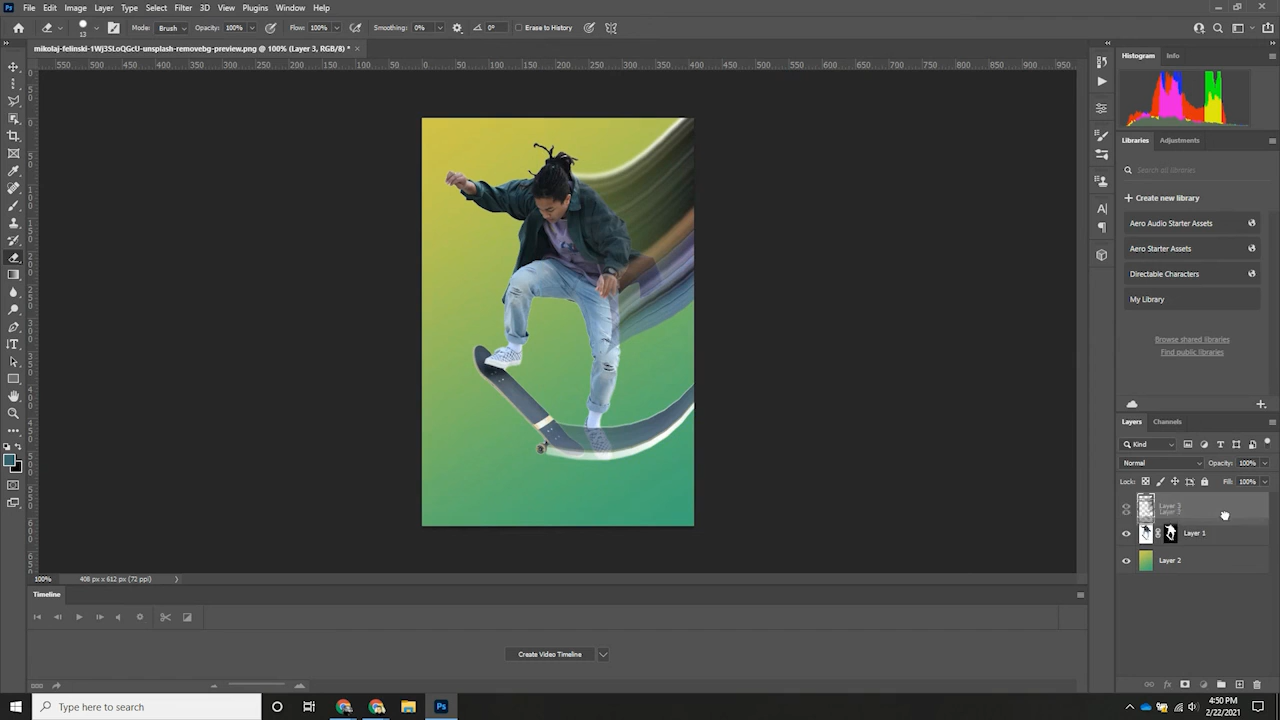 File Edit Image Layer Type Select Filter 3D View Plugins Window Help
13 Mode: Brush Opacity: 100% Flow: 100% Smoothing: 0% 0° Erase to History
mikolaj-felinski-1Wj3SLoQGcU-unsplash-removebg-preview.png @ 100% (Layer 3, RGB/8) * ×
550 500 450 400 350 300 250 200 150 100 50 0 50 100 150 200 250 300 350 400 450 500 550 600 650 700 750 800 850 900 950
Histogram Info
Libraries Adjustments
Search all libraries
Create new library
Aero Audio Starter Assets
Aero Starter Assets
Directable Characters
My Library
Browse shared libraries
Find public libraries
Layers Channels
Kind
Normal Opacity: 100%
Lock: Fill: 100%
Layer 3
Layer 1
Layer 2
100% 408 px x 612 px (72 ppi)
Timeline
Create Video Timeline
Type here to search
4:50 PM
2/22/2021